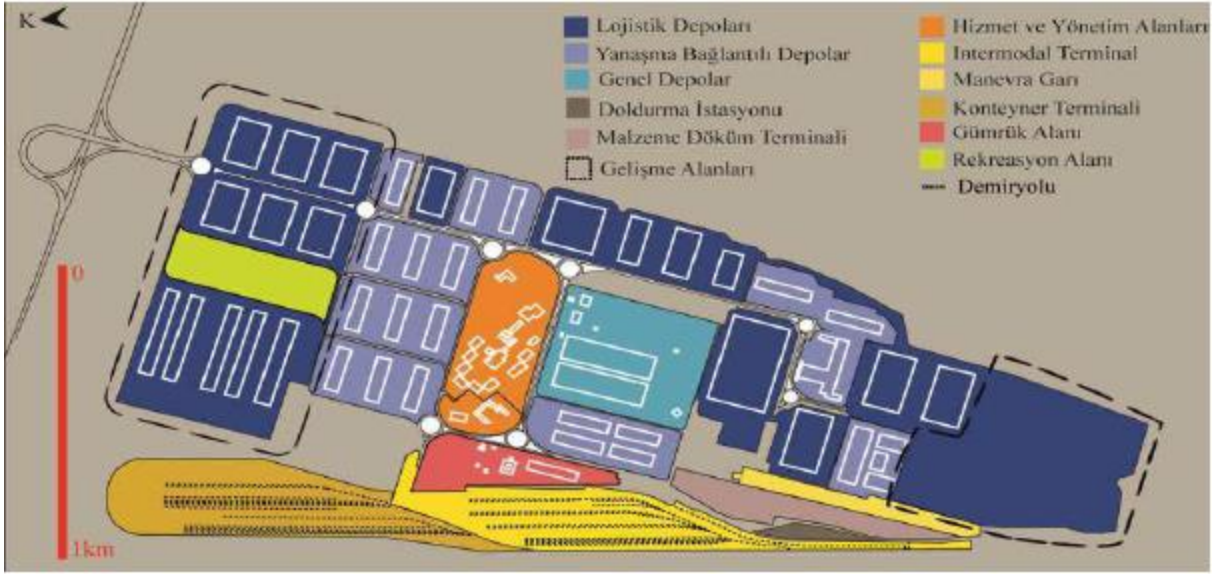 K
Lojistik Depoları
Yanaşma Bağlantılı Depolar
Genel Depolar
Doldurma İstasyonu
Malzeme Döküm Terminali
Gelişme Alanları
Hizmet ve Yönetim Alanları
Intermodal Terminal
Manevra Garı
Konteyner Terminali
Gümrük Alanı
Rekreasyon Alanı
Demiryolu
0
1km